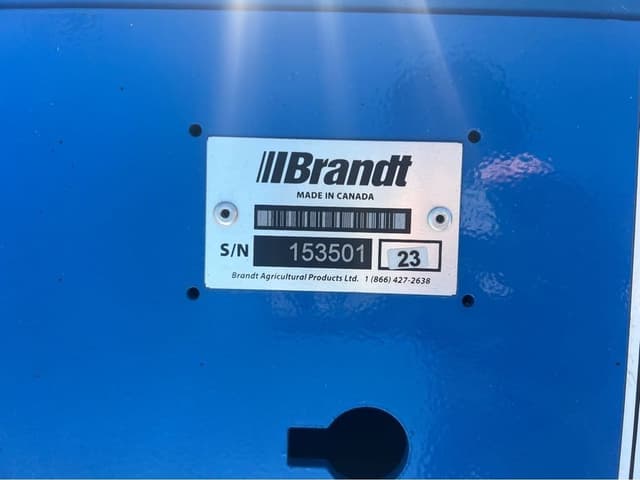 Brandt
MADE IN CANADA
S/N 153501 23
Brandt Agricultural Products Ltd. 1 (866) 427-2638